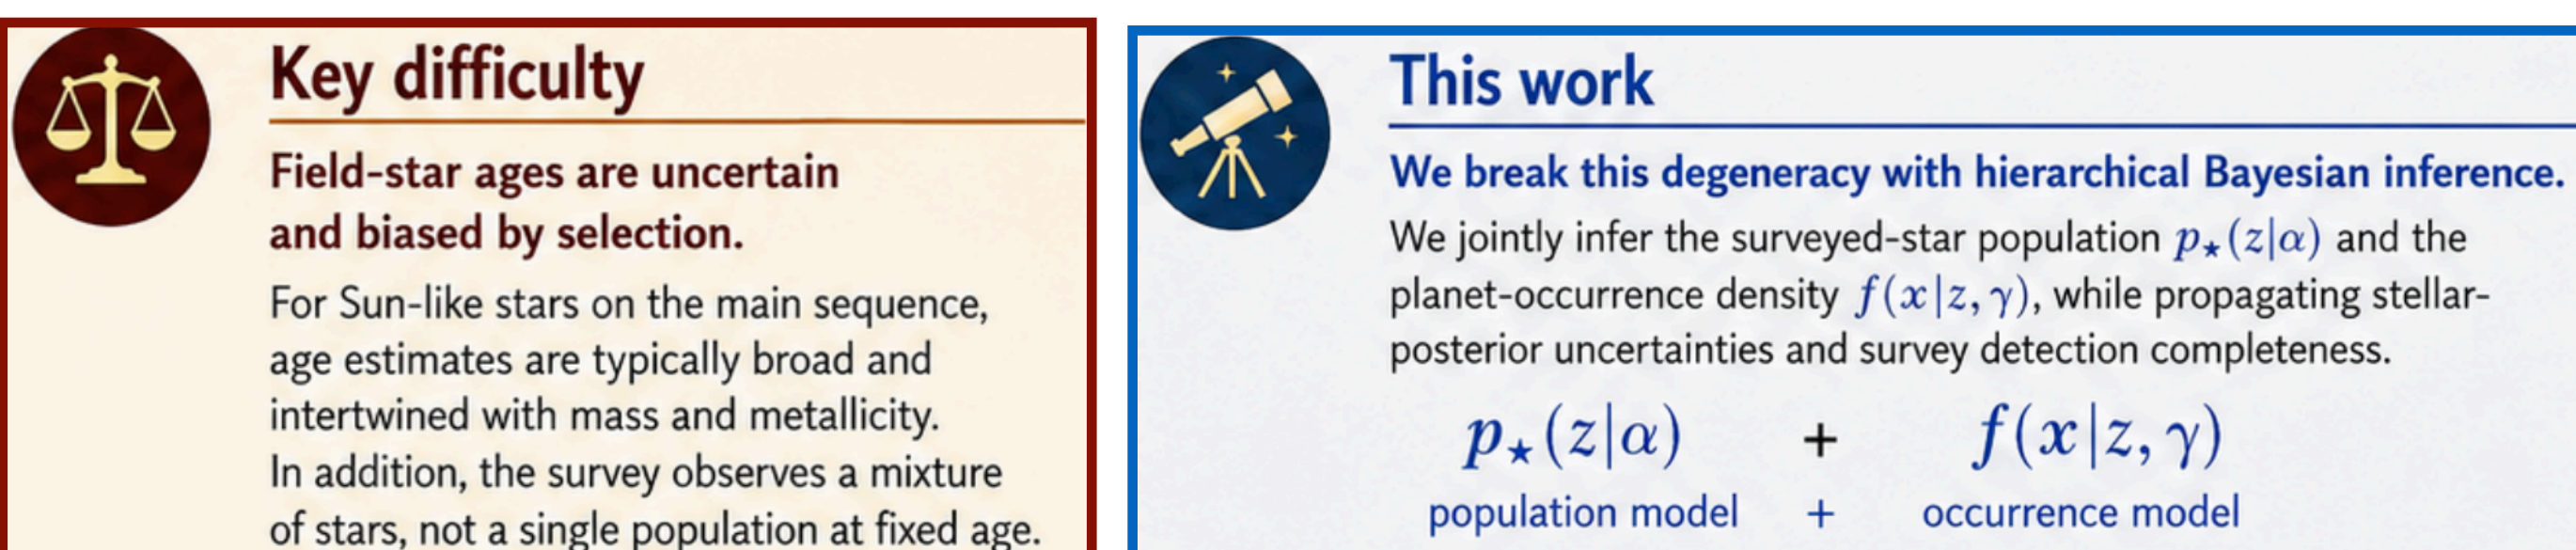 Key difficulty
Field-star ages are uncertain
and biased by selection.
For Sun-like stars on the main sequence,
age estimates are typically broad and
intertwined with mass and metallicity.
In addition, the survey observes a mixture
of stars, not a single population at fixed age.
This work
We break this degeneracy with hierarchical Bayesian inference.
We jointly infer the surveyed-star population p★(z|α) and the
planet-occurrence density f(x|z, γ), while propagating stellar-
posterior uncertainties and survey detection completeness.
p★(z|α) + f(x|z, γ)
population model + occurrence model